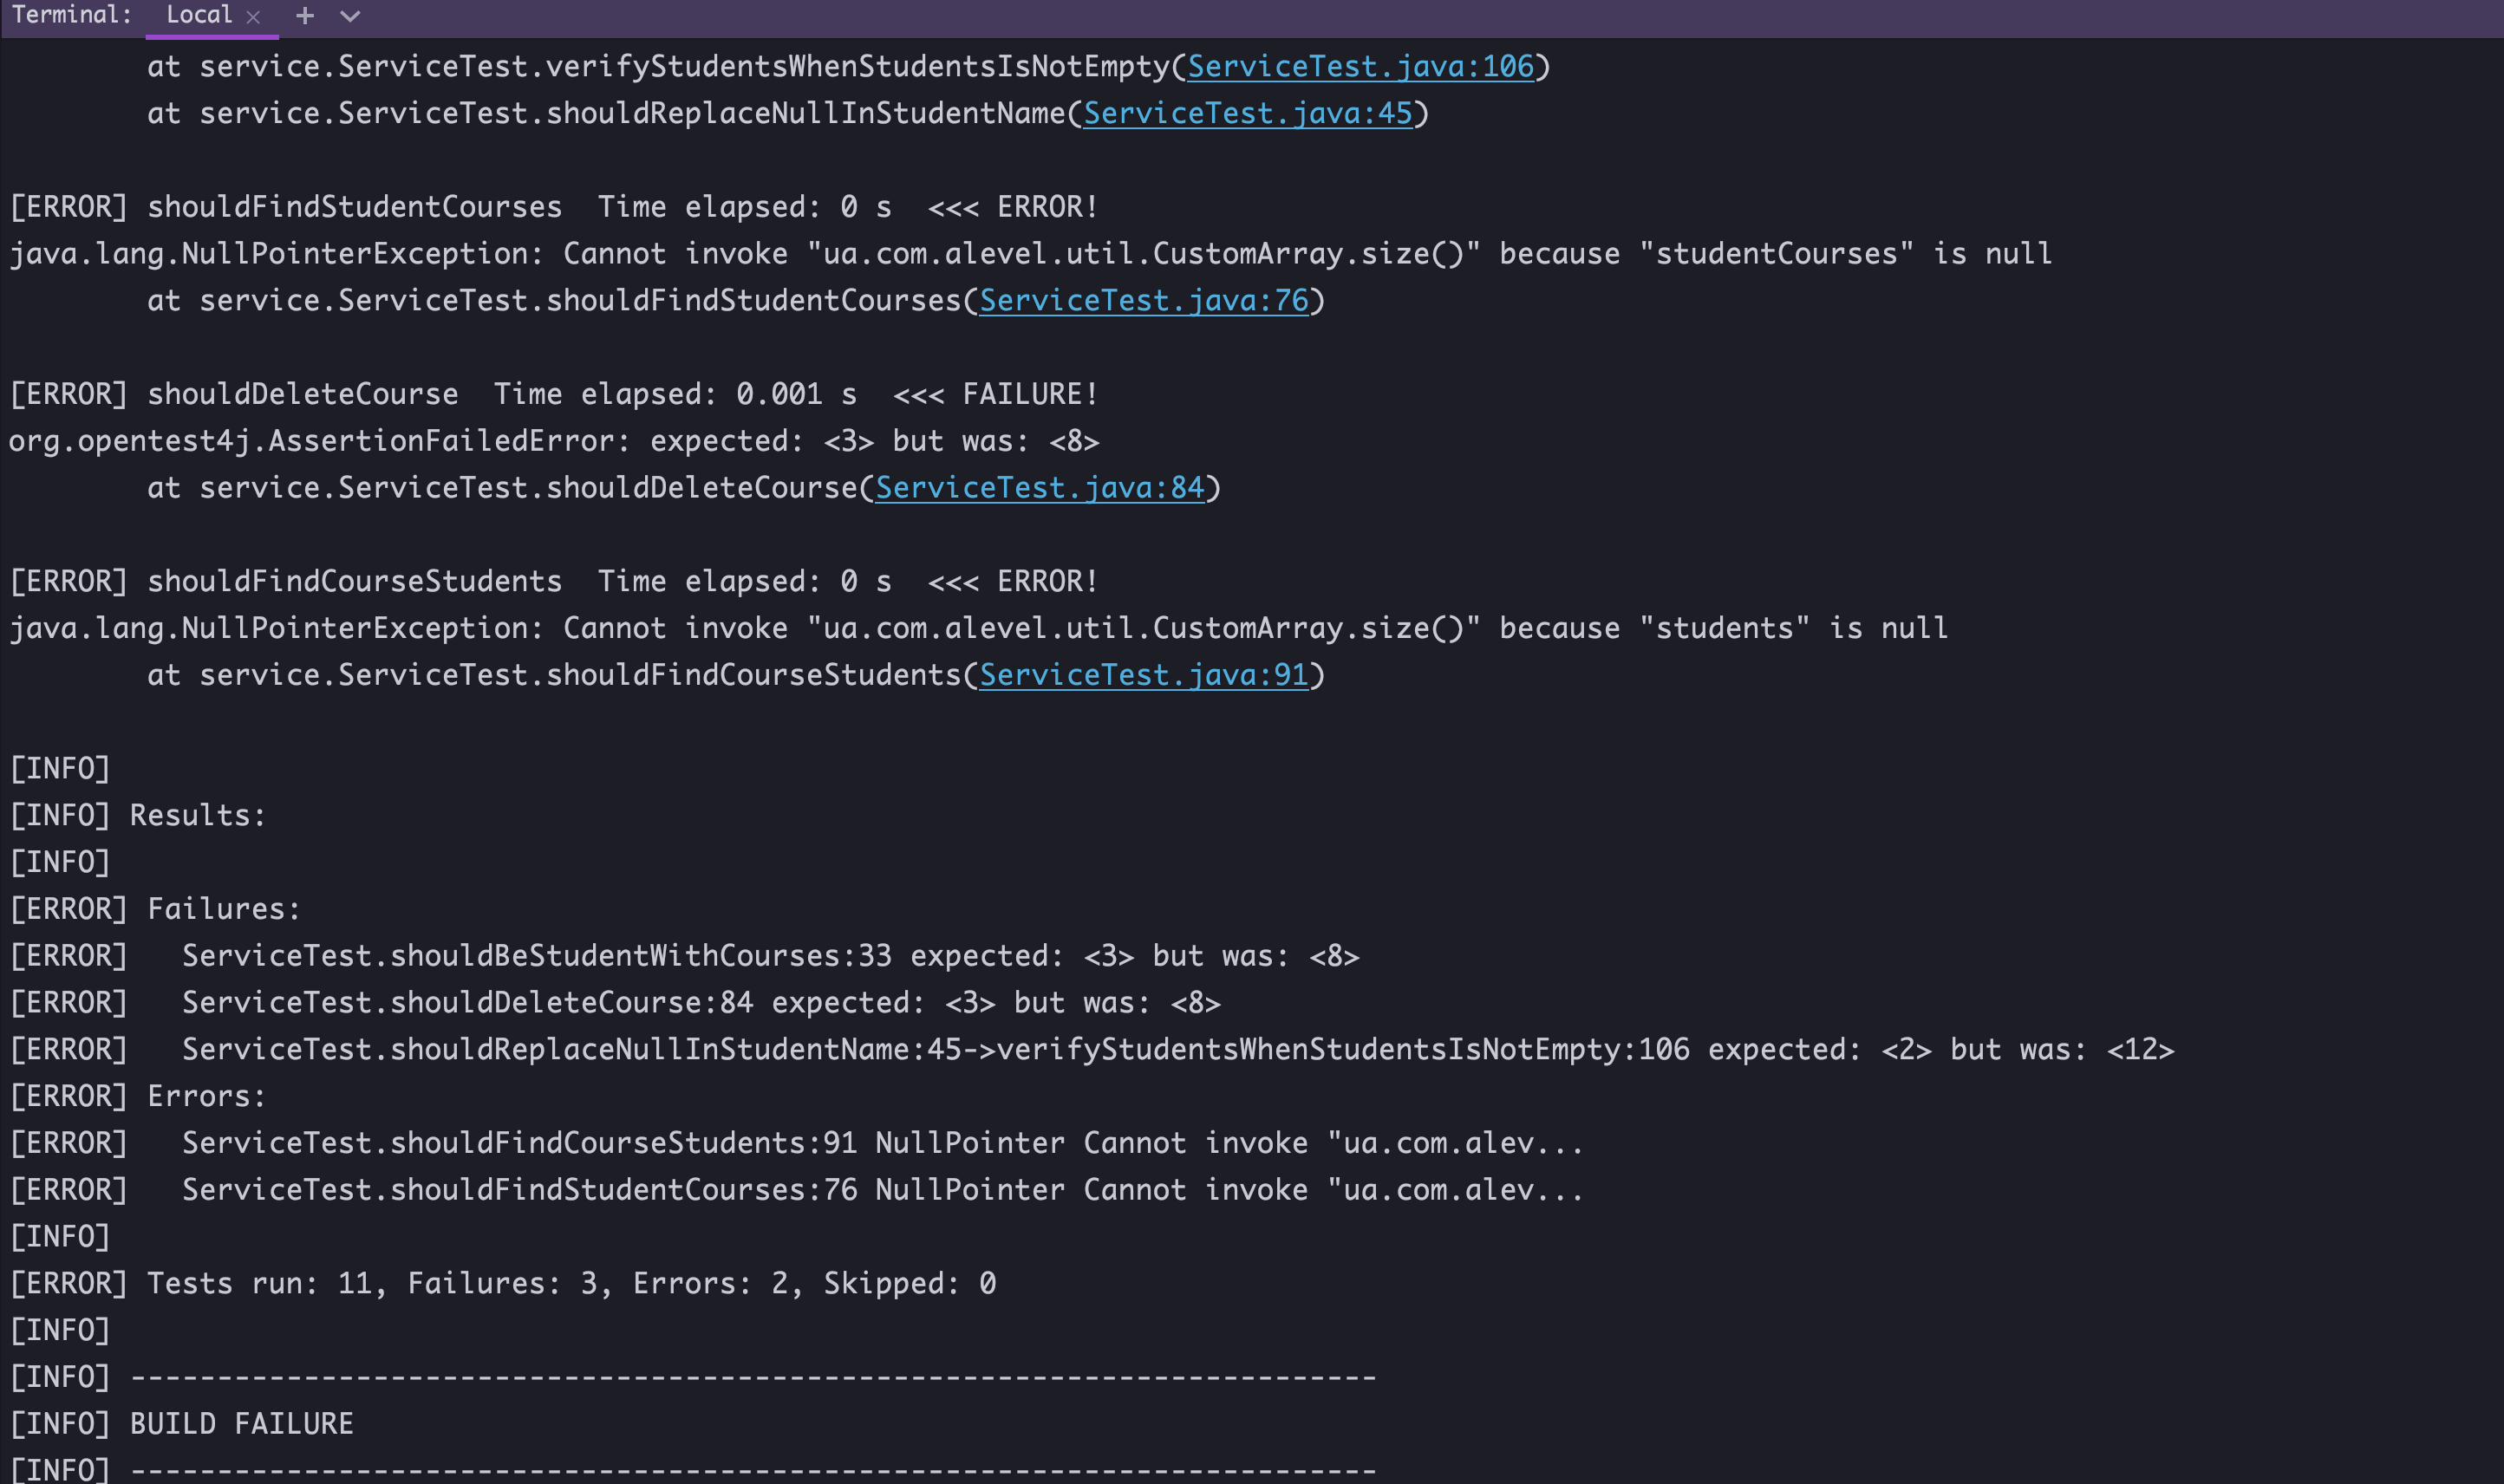 Terminal: Local × +
at service.ServiceTest.verifyStudentsWhenStudentsIsNotEmpty(ServiceTest.java:106)
at service.ServiceTest.shouldReplaceNullInStudentName(ServiceTest.java:45)
[ERROR] shouldFindStudentCourses  Time elapsed: 0 s  <<< ERROR!
java.lang.NullPointerException: Cannot invoke "ua.com.alevel.util.CustomArray.size()" because "studentCourses" is null
at service.ServiceTest.shouldFindStudentCourses(ServiceTest.java:76)
[ERROR] shouldDeleteCourse  Time elapsed: 0.001 s  <<< FAILURE!
org.opentest4j.AssertionFailedError: expected: <3> but was: <8>
at service.ServiceTest.shouldDeleteCourse(ServiceTest.java:84)
[ERROR] shouldFindCourseStudents  Time elapsed: 0 s  <<< ERROR!
java.lang.NullPointerException: Cannot invoke "ua.com.alevel.util.CustomArray.size()" because "students" is null
at service.ServiceTest.shouldFindCourseStudents(ServiceTest.java:91)
[INFO]
[INFO] Results:
[INFO]
[ERROR] Failures:
[ERROR]   ServiceTest.shouldBeStudentWithCourses:33 expected: <3> but was: <8>
[ERROR]   ServiceTest.shouldDeleteCourse:84 expected: <3> but was: <8>
[ERROR]   ServiceTest.shouldReplaceNullInStudentName:45->verifyStudentsWhenStudentsIsNotEmpty:106 expected: <2> but was: <12>
[ERROR] Errors:
[ERROR]   ServiceTest.shouldFindCourseStudents:91 NullPointer Cannot invoke "ua.com.alev...
[ERROR]   ServiceTest.shouldFindStudentCourses:76 NullPointer Cannot invoke "ua.com.alev...
[INFO]
[ERROR] Tests run: 11, Failures: 3, Errors: 2, Skipped: 0
[INFO]
[INFO] ------------------------------------------------------------------------
[INFO] BUILD FAILURE
[INFO] ------------------------------------------------------------------------